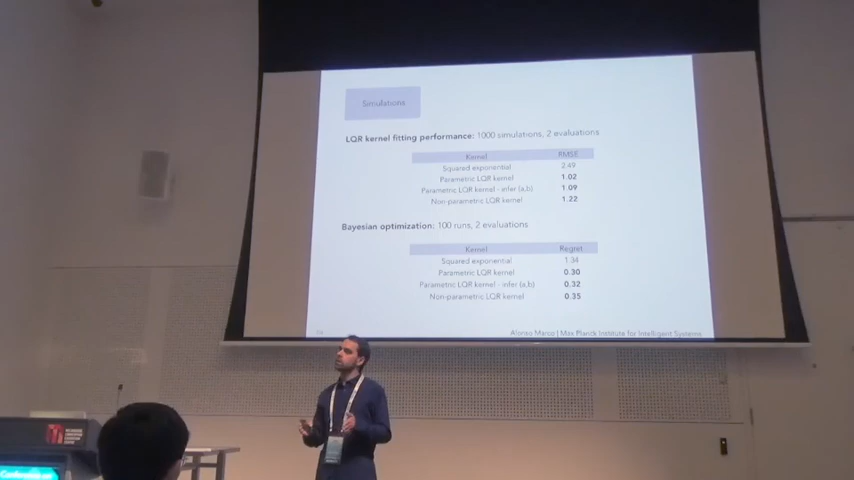 Simulations
LQR kernel fitting performance: 1000 simulations, 2 evaluations
Kernel RMSE
Squared exponential 2.49
Parametric LQR kernel 1.02
Parametric LQR kernel - infer (a,b) 1.09
Non-parametric LQR kernel 1.22
Bayesian optimization: 100 runs, 2 evaluations
Kernel Regret
Squared exponential 1.34
Parametric LQR kernel 0.30
Parametric LQR kernel - infer (a,b) 0.32
Non-parametric LQR kernel 0.35
Alonso Marco | Max Planck Institute for Intelligent Systems